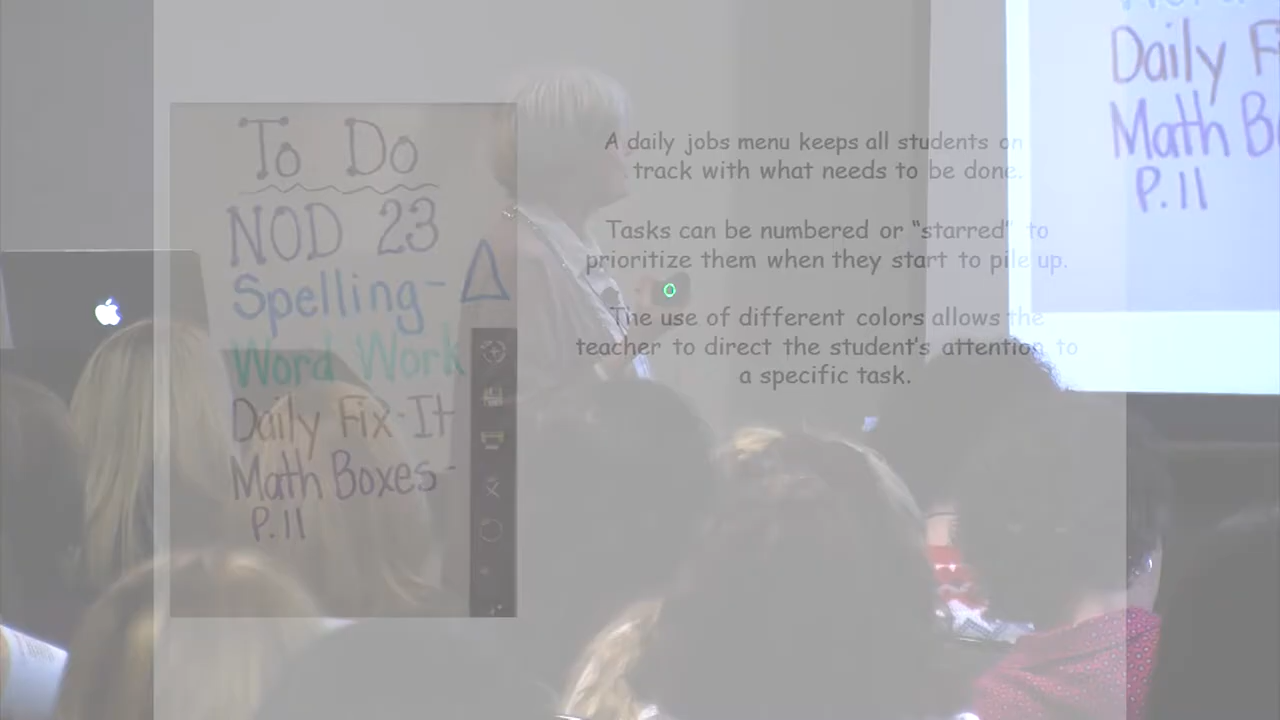 To Do
NOD 23
Spelling-
Word Work
Daily Fix-It
Math Boxes-
P.11
A daily jobs menu keeps all students on
track with what needs to be done.
Tasks can be numbered or “starred” to
prioritize them when they start to pile up.
The use of different colors allows the
teacher to direct the student's attention to
a specific task.
Daily F
Math B
P.11